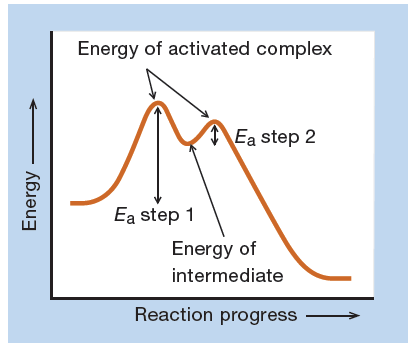 Energy of activated complex
Ea step 2
Ea step 1
Energy of
intermediate
Energy
Reaction progress